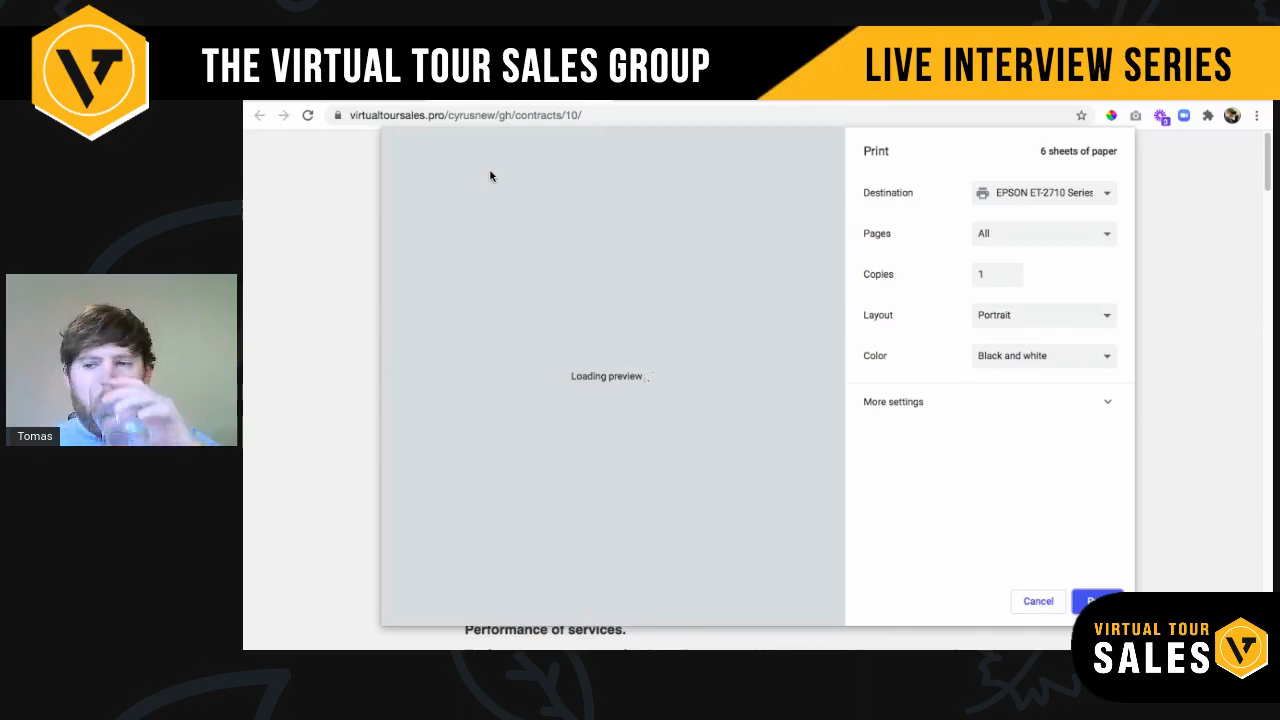 THE VIRTUAL TOUR SALES GROUP
LIVE INTERVIEW SERIES
virtualtoursales.pro/cyrusnew/gh/contracts/10/
3
Print
6 sheets of paper
Destination
EPSON ET-2710 Series
Pages
All
Copies
1
Layout
Portrait
Loading preview
Color
Black and white
More settings
Tomas
Cancel
Performance of services.
VIRTUAL TOUR
SALES